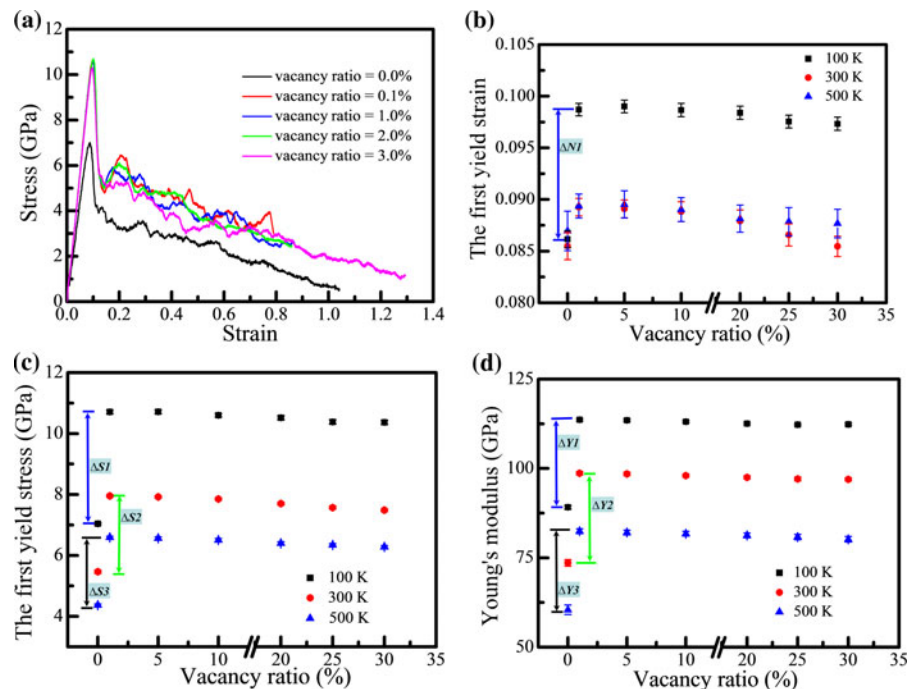 (a)
12
10
8
6
4
2
0
Stress (GPa)
vacancy ratio = 0.0%
vacancy ratio = 0.1%
vacancy ratio = 1.0%
vacancy ratio = 2.0%
vacancy ratio = 3.0%
0.0 0.2 0.4 0.6 0.8 1.0 1.2 1.4
Strain
(b)
0.105
0.100
0.095
0.090
0.085
0.080
The first yield strain
100 K
300 K
500 K
ΔN1
0 5 10 20 25 30 35
Vacancy ratio (%)
(c)
12
10
8
6
4
The first yield stress (GPa)
ΔS1
ΔS2
ΔS3
100 K
300 K
500 K
0 5 10 20 25 30 35
Vacancy ratio (%)
(d)
125
100
75
50
Young's modulus (GPa)
ΔY1
ΔY2
ΔY3
100 K
300 K
500 K
0 5 10 20 25 30 35
Vacancy ratio (%)